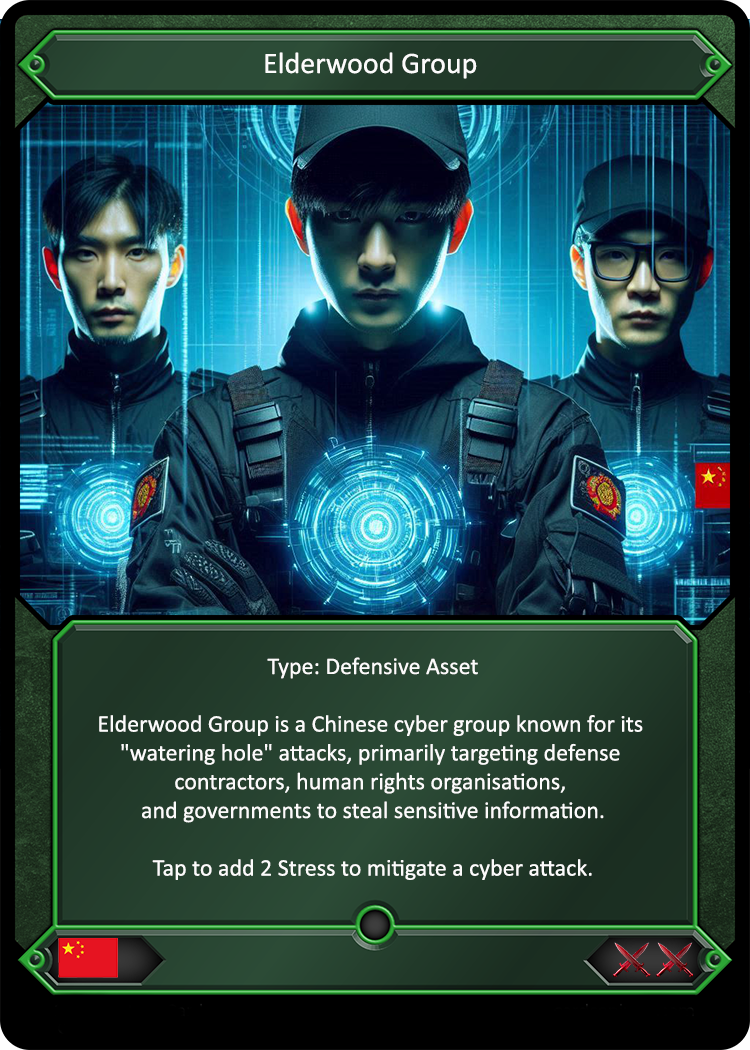 Elderwood Group
Type: Defensive Asset
Elderwood Group is a Chinese cyber group known for its
"watering hole" attacks, primarily targeting defense
contractors, human rights organisations,
and governments to steal sensitive information.
Tap to add 2 Stress to mitigate a cyber attack.